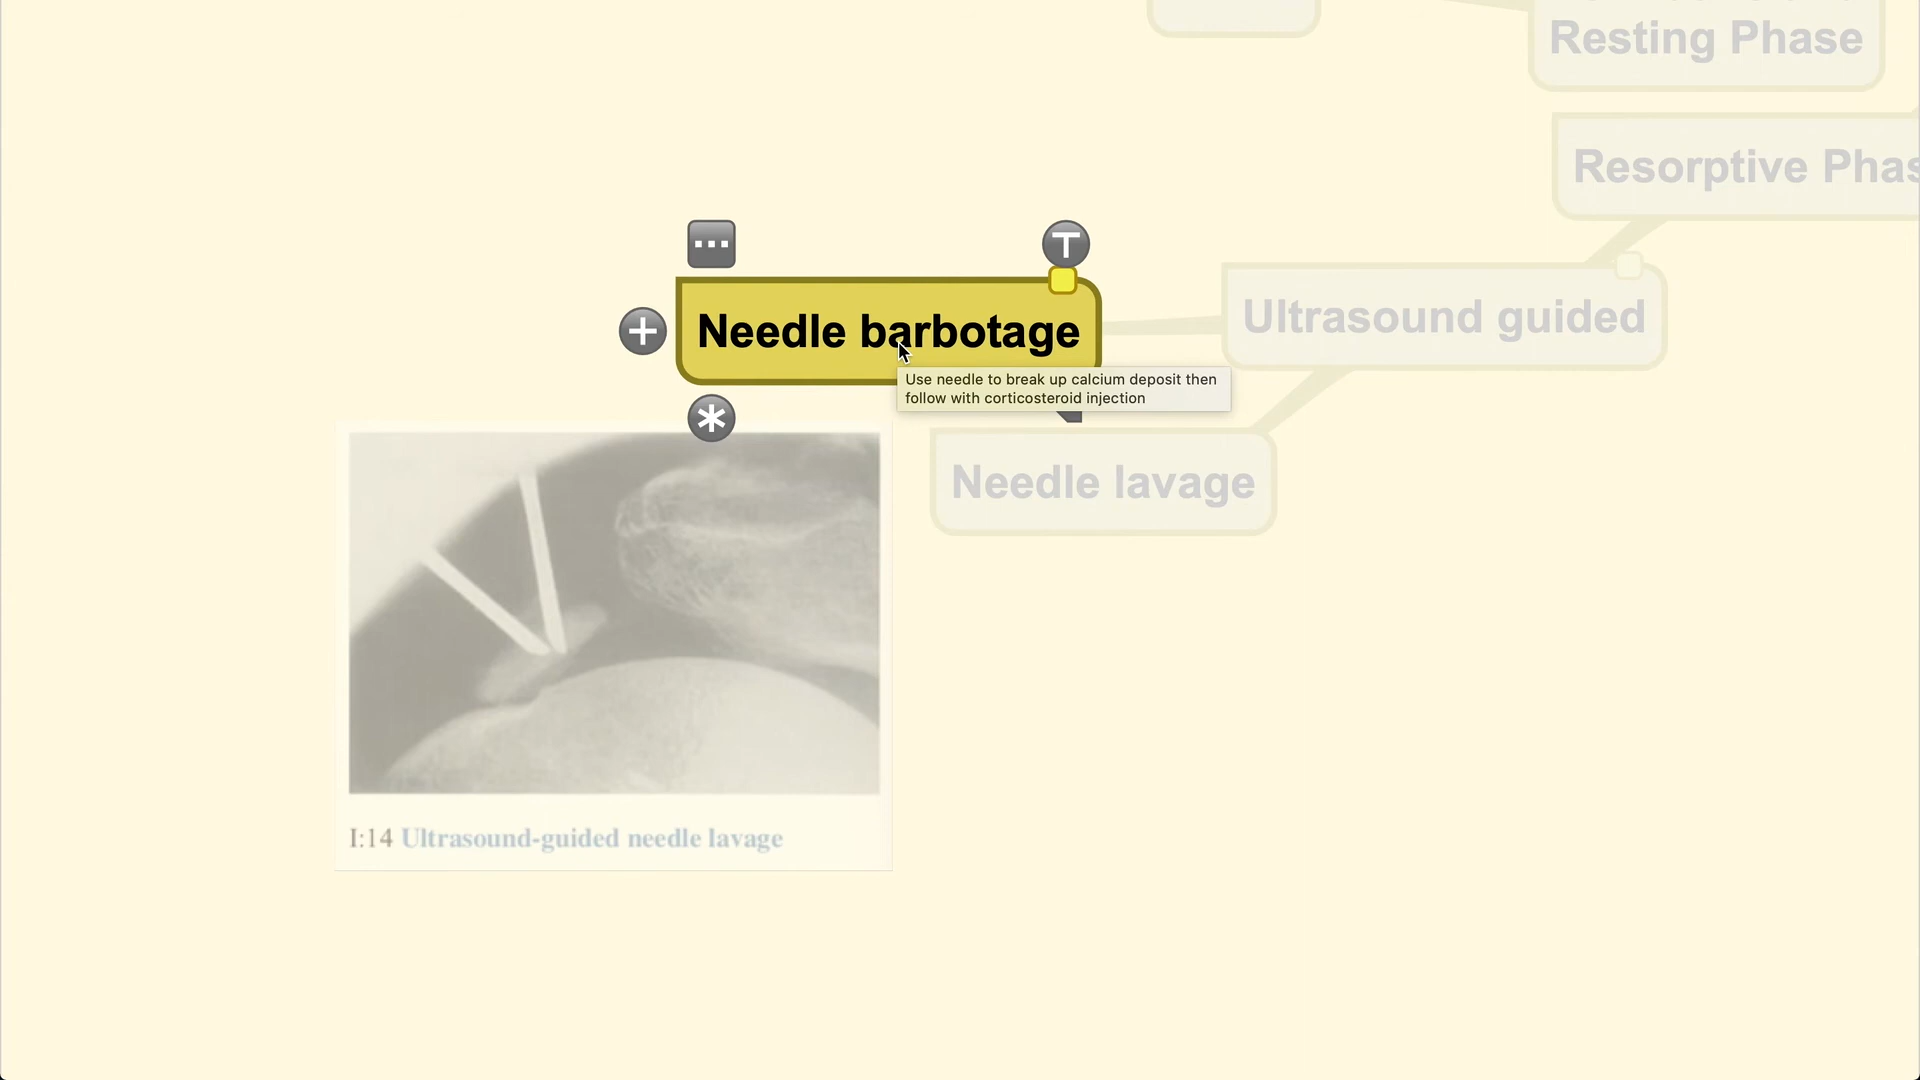 Resting Phase
Resorptive Phas
T
Needle barbotage
Ultrasound guided
Use needle to break up calcium deposit then
follow with corticosteroid injection
Needle lavage
I:14 Ultrasound-guided needle lavage